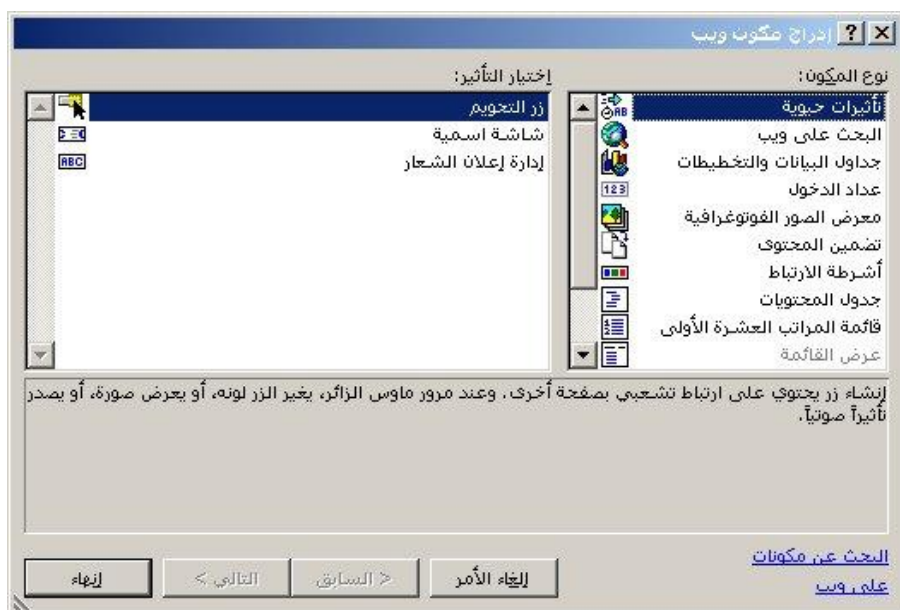 إدراج مكون ويب
نوع المكون:
تأثيرات حيوية
البحث على ويب
جداول البيانات والتخطيطات
عداد الدخول
معرض الصور الفوتوغرافية
تضمين المحتوى
أشرطة الارتباط
جدول المحتويات
قائمة المراتب العشرة الأولى
عرض القائمة
إختيار التأثير:
زر التحويم
شاشة اسمية
إدارة إعلان الشعار
إنشاء زر يحتوي على ارتباط تشعبي بصفحة أخرى. وعند مرور ماوس الزائر، يغير الزر لونه، أو يعرض صورة، أو يصدر
تأثيراً صوتياً.
البحث عن مكونات
على ويب
إلغاء الأمر
< السابق
التالي >
إنهاء